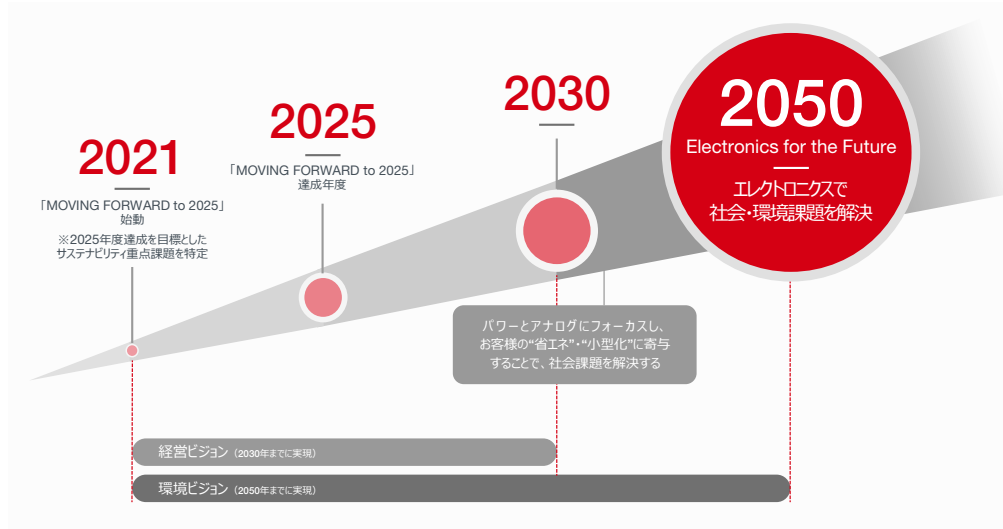 2021
「MOVING FORWARD to 2025」
始動
※2025年度達成を目標とした
サステナビリティ重点課題を特定
2025
「MOVING FORWARD to 2025」
達成年度
2030
2050
Electronics for the Future
エレクトロニクスで
社会・環境課題を解決
パワーとアナログにフォーカスし、
お客様の“省エネ”・“小型化”に寄与
することで、社会課題を解決する
経営ビジョン（2030年までに実現）
環境ビジョン（2050年までに実現）